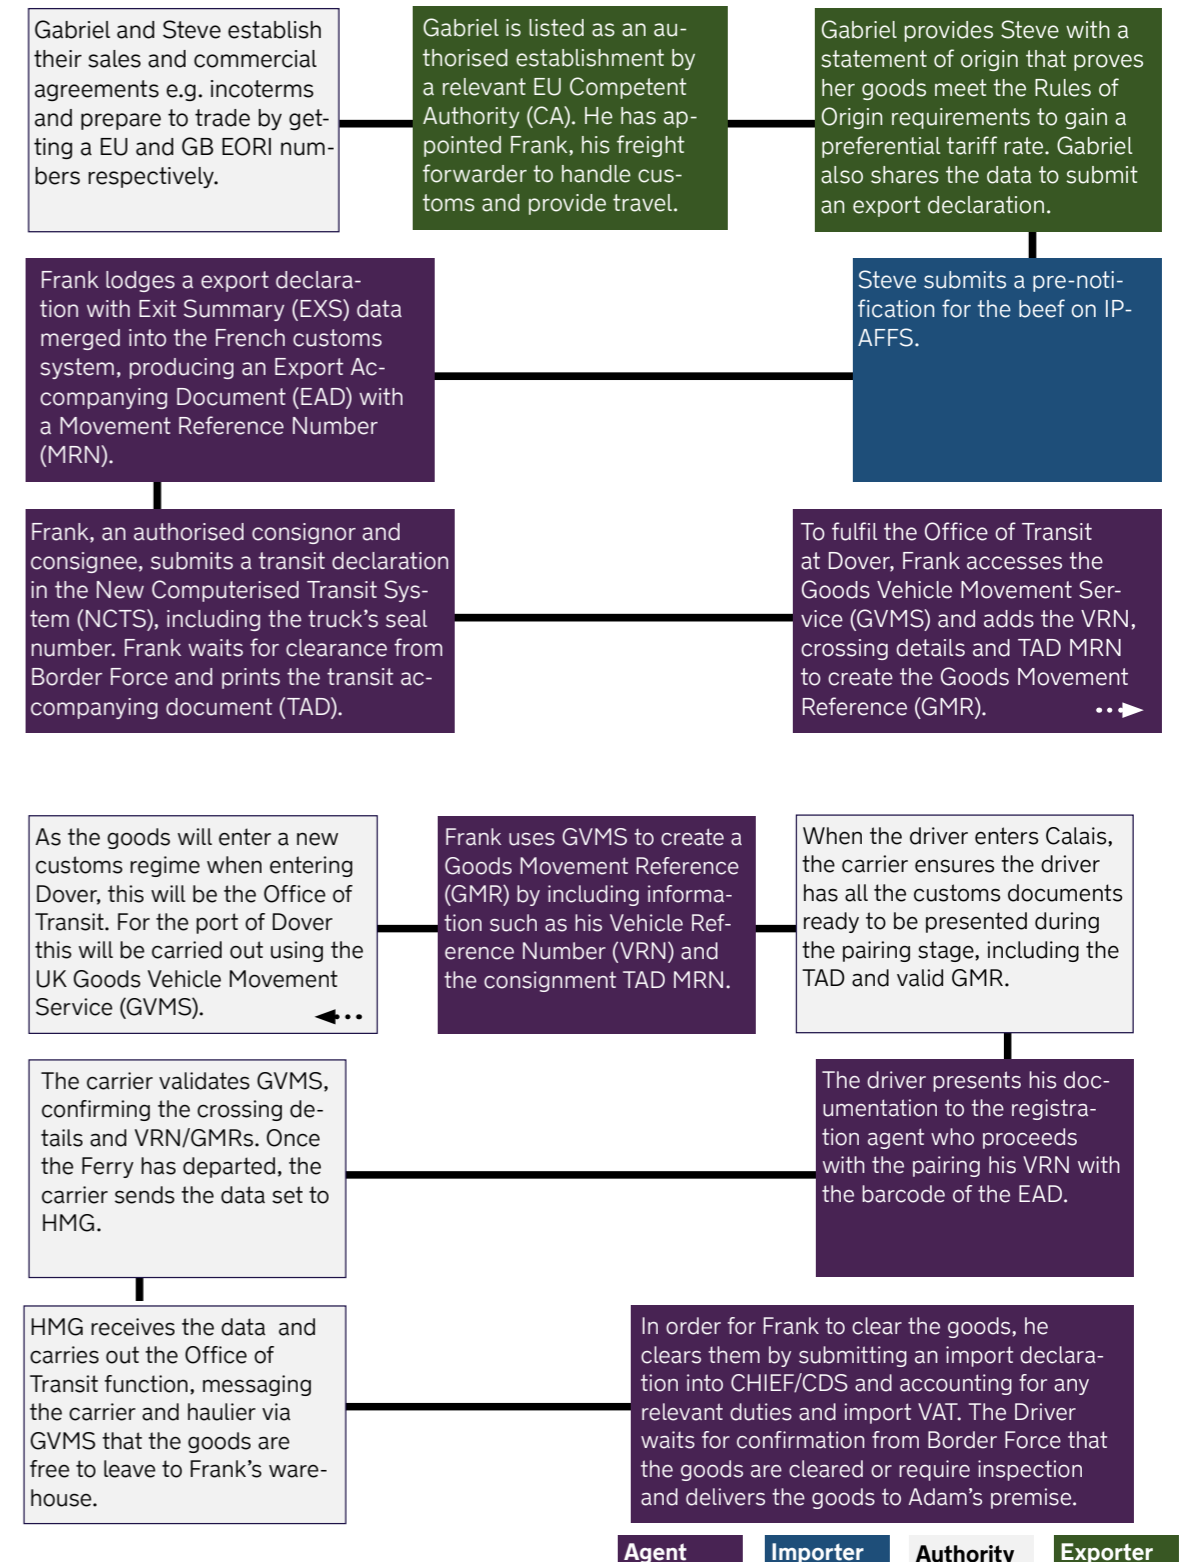 Gabriel and Steve establish
their sales and commercial
agreements e.g. incoterms
and prepare to trade by get-
ting a EU and GB EORI num-
bers respectively.
Gabriel is listed as an au-
thorised establishment by
a relevant EU Competent
Authority (CA). He has ap-
pointed Frank, his freight
forwarder to handle cus-
toms and provide travel.
Gabriel provides Steve with a
statement of origin that proves
her goods meet the Rules of
Origin requirements to gain a
preferential tariff rate. Gabriel
also shares the data to submit
an export declaration.
Steve submits a pre-noti-
fication for the beef on IP-
AFFS.
Frank lodges a export declara-
tion with Exit Summary (EXS) data
merged into the French customs
system, producing an Export Ac-
companying Document (EAD) with
a Movement Reference Number
(MRN).
Frank, an authorised consignor and
consignee, submits a transit declaration
in the New Computerised Transit Sys-
tem (NCTS), including the truck's seal
number. Frank waits for clearance from
Border Force and prints the transit ac-
companying document (TAD).
To fulfil the Office of Transit
at Dover, Frank accesses the
Goods Vehicle Movement Ser-
vice (GVMS) and adds the VRN,
crossing details and TAD MRN
to create the Goods Movement
Reference (GMR).
As the goods will enter a new
customs regime when entering
Dover, this will be the Office of
Transit. For the port of Dover
this will be carried out using the
UK Goods Vehicle Movement
Service (GVMS).
Frank uses GVMS to create a
Goods Movement Reference
(GMR) by including informa-
tion such as his Vehicle Ref-
erence Number (VRN) and
the consignment TAD MRN.
When the driver enters Calais,
the carrier ensures the driver
has all the customs documents
ready to be presented during
the pairing stage, including the
TAD and valid GMR.
The driver presents his doc-
umentation to the registra-
tion agent who proceeds
with the pairing his VRN with
the barcode of the EAD.
The carrier validates GVMS,
confirming the crossing de-
tails and VRN/GMRs. Once
the Ferry has departed, the
carrier sends the data set to
HMG.
HMG receives the data and
carries out the Office of
Transit function, messaging
the carrier and haulier via
GVMS that the goods are
free to leave to Frank's ware-
house.
In order for Frank to clear the goods, he
clears them by submitting an import declara-
tion into CHIEF/CDS and accounting for any
relevant duties and import VAT. The Driver
waits for confirmation from Border Force that
the goods are cleared or require inspection
and delivers the goods to Adam's premise.
Agent
Importer
Authority
Exporter